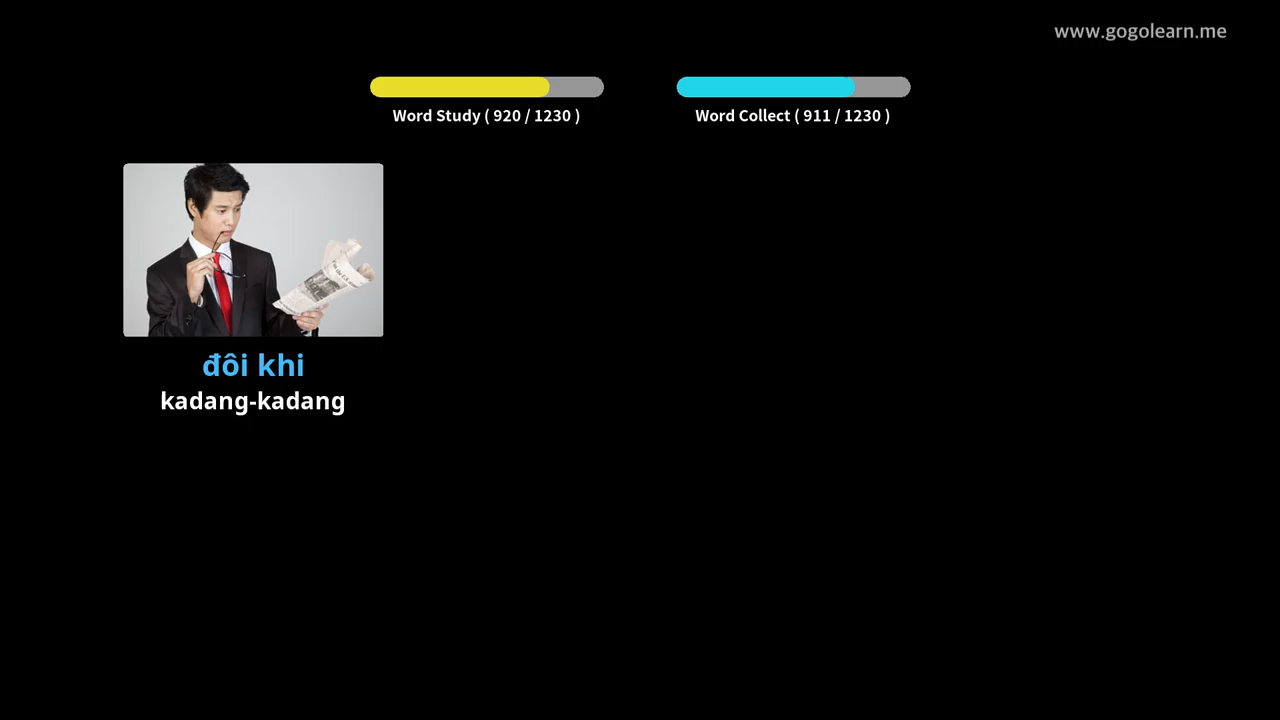 www.gogolearn.me
Word Study ( 920 / 1230 )
Word Collect ( 911 / 1230 )
đôi khi
kadang-kadang